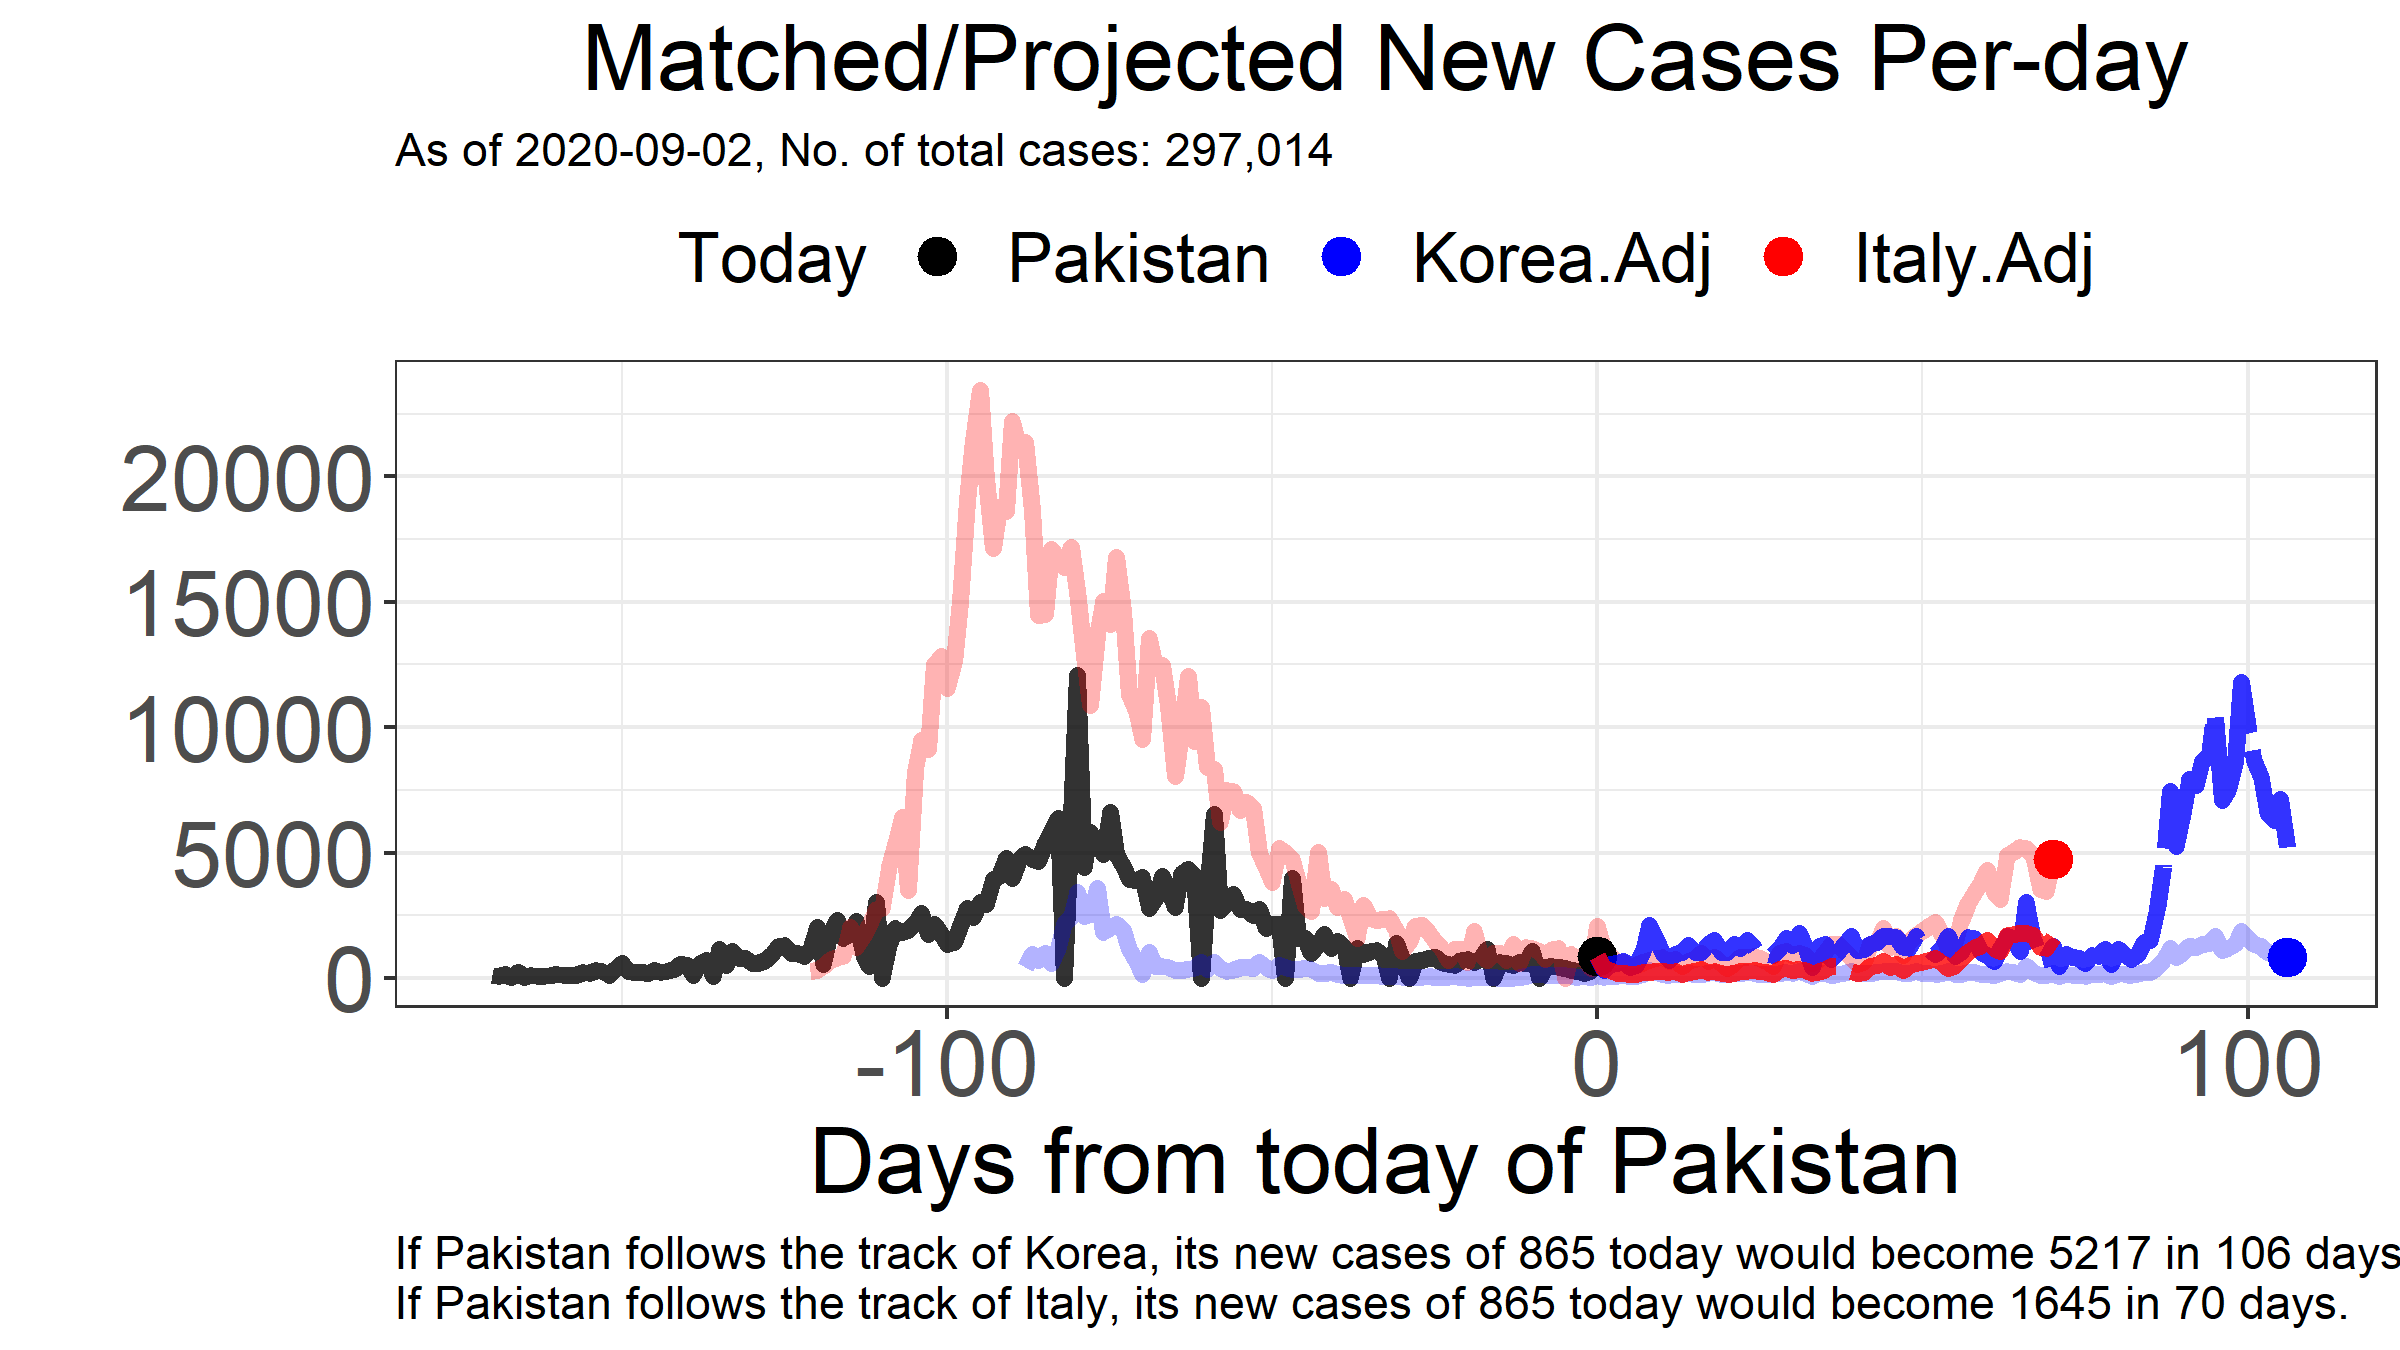 Matched/Projected New Cases Per-day
As of 2020-09-02, No. of total cases: 297,014
Today Pakistan Korea.Adj Italy.Adj
20000
15000
10000
5000
0
-100 0 100
Days from today of Pakistan
If Pakistan follows the track of Korea, its new cases of 865 today would become 5217 in 106 days
If Pakistan follows the track of Italy, its new cases of 865 today would become 1645 in 70 days.